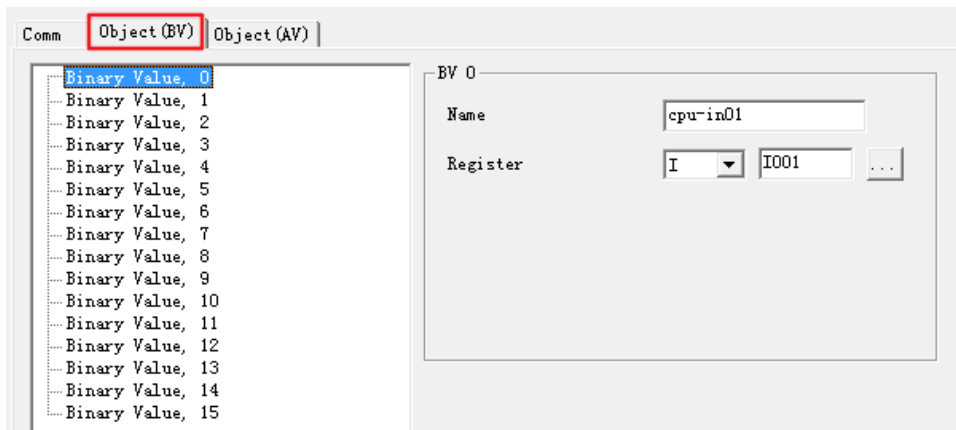 Comm Object(BV) Object(AV)
Binary Value, 0
Binary Value, 1
Binary Value, 2
Binary Value, 3
Binary Value, 4
Binary Value, 5
Binary Value, 6
Binary Value, 7
Binary Value, 8
Binary Value, 9
Binary Value, 10
Binary Value, 11
Binary Value, 12
Binary Value, 13
Binary Value, 14
Binary Value, 15
BV 0
Name cpu-in01
Register I I001 ...